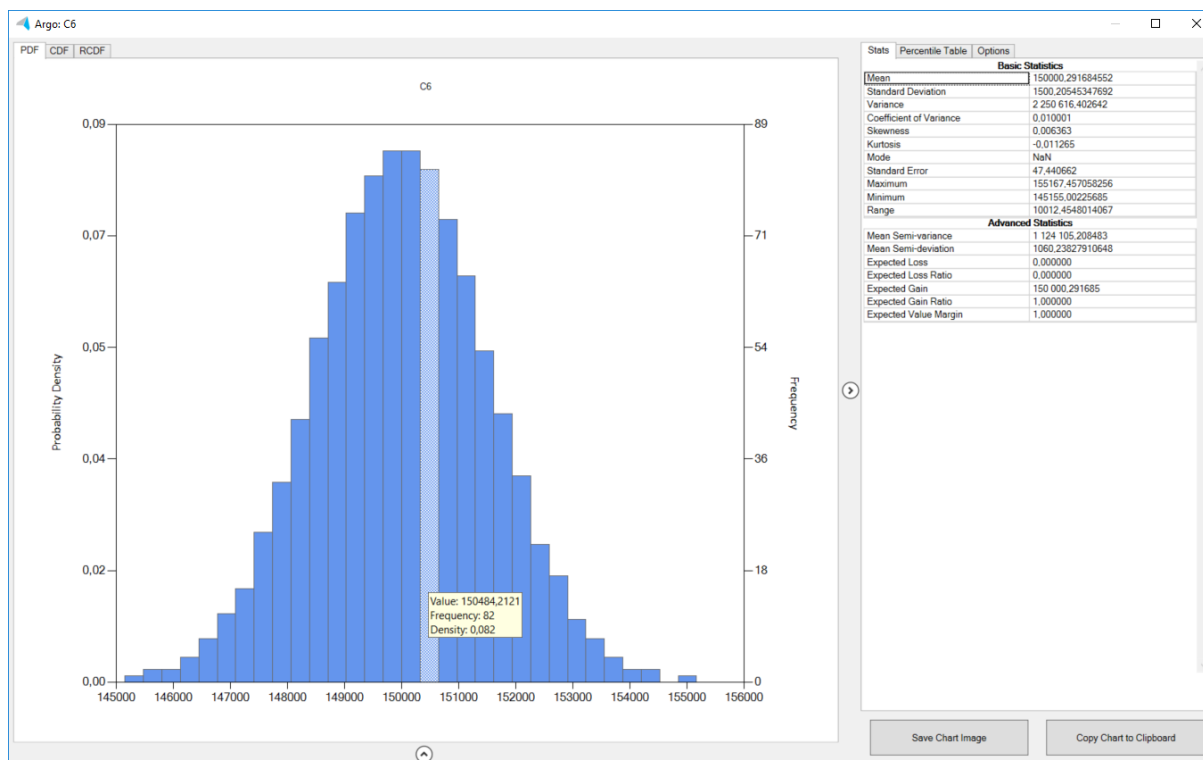 Argo: C6
PDF CDF RCDF
C6
0,09
0,07
0,05
0,04
0,02
0,00
Probability Density
89
71
54
36
18
0
Frequency
145000 146000 147000 148000 149000 150000 151000 152000 153000 154000 155000 156000
Value: 150484,2121
Frequency: 82
Density: 0,082
Stats Percentile Table Options
Basic Statistics
Mean 150000,291684552
Standard Deviation 1500,20545347692
Variance 2 250 616,402642
Coefficient of Variance 0,010001
Skewness 0,006363
Kurtosis -0,011265
Mode NaN
Standard Error 47,440662
Maximum 155167,457058256
Minimum 145155,00225685
Range 10012,4548014067
Advanced Statistics
Mean Semi-variance 1 124 105,208483
Mean Semi-deviation 1060,23827910648
Expected Loss 0,000000
Expected Loss Ratio 0,000000
Expected Gain 150 000,291685
Expected Gain Ratio 1,000000
Expected Value Margin 1,000000
Save Chart Image
Copy Chart to Clipboard